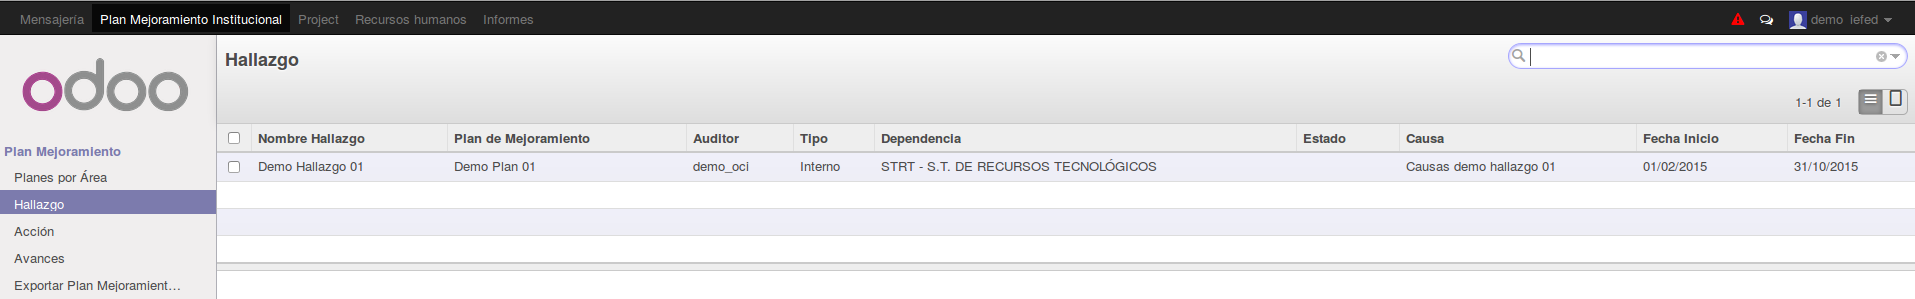 Mensajería Plan Mejoramiento Institucional Project Recursos humanos Informes demo iefed
odoo
Hallazgo
1-1 de 1
Plan Mejoramiento
Planes por Área
Hallazgo
Acción
Avances
Exportar Plan Mejoramient…
Nombre Hallazgo Plan de Mejoramiento Auditor Tipo Dependencia Estado Causa Fecha Inicio Fecha Fin
Demo Hallazgo 01 Demo Plan 01 demo_oci Interno STRT - S.T. DE RECURSOS TECNOLÓGICOS Causas demo hallazgo 01 01/02/2015 31/10/2015